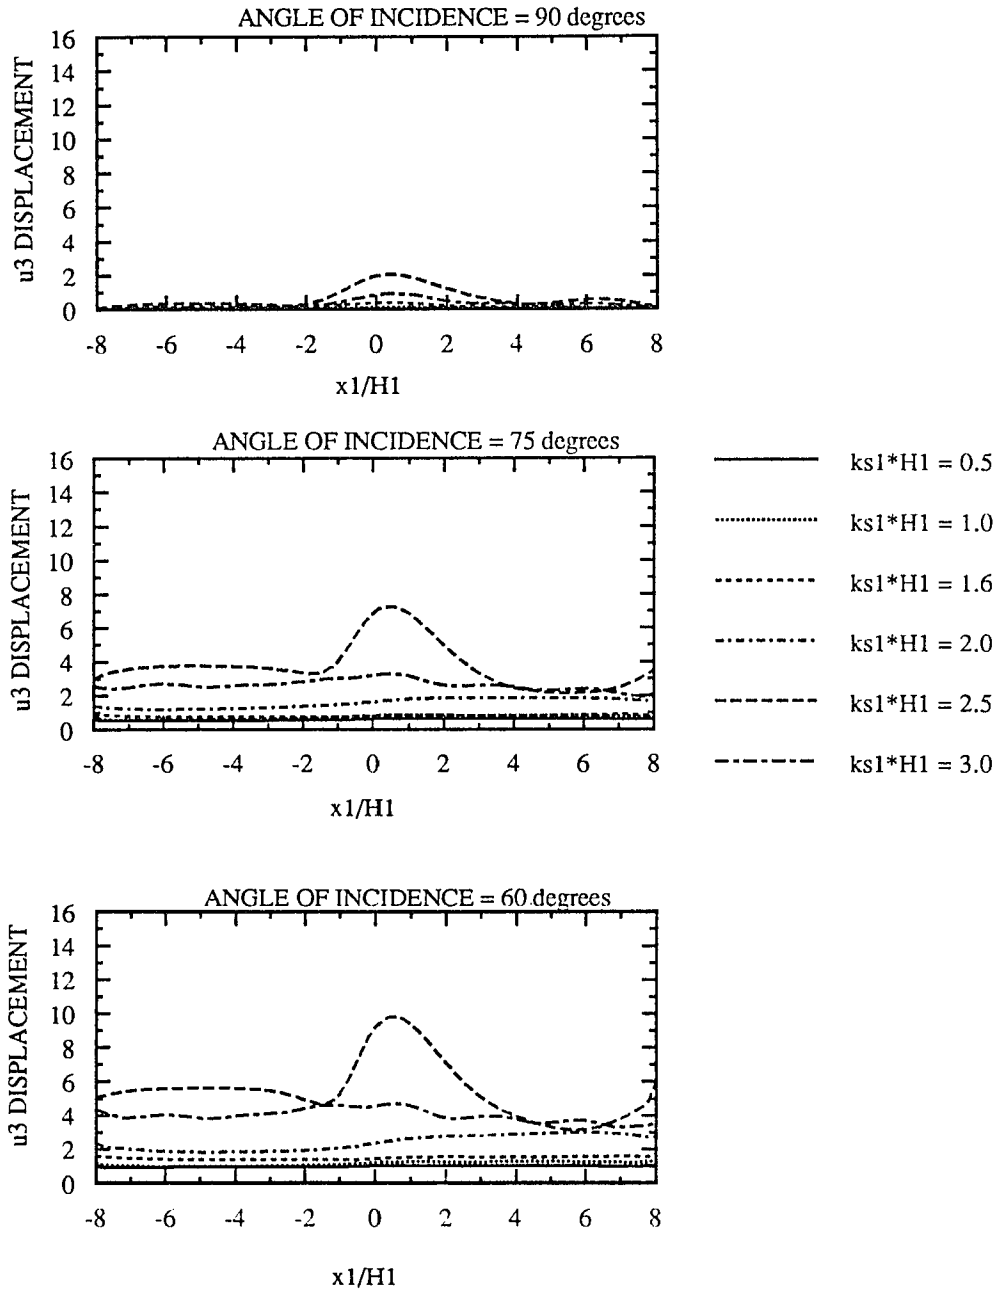 ANGLE OF INCIDENCE = 90 degrees
16
14
12
10
8
6
4
2
0
u3 DISPLACEMENT
-8 -6 -4 -2 0 2 4 6 8
x1/H1
ANGLE OF INCIDENCE = 75 degrees
16
14
12
10
8
6
4
2
0
u3 DISPLACEMENT
-8 -6 -4 -2 0 2 4 6 8
x1/H1
ks1*H1 = 0.5
ks1*H1 = 1.0
ks1*H1 = 1.6
ks1*H1 = 2.0
ks1*H1 = 2.5
ks1*H1 = 3.0
ANGLE OF INCIDENCE = 60 degrees
16
14
12
10
8
6
4
2
0
u3 DISPLACEMENT
-8 -6 -4 -2 0 2 4 6 8
x1/H1